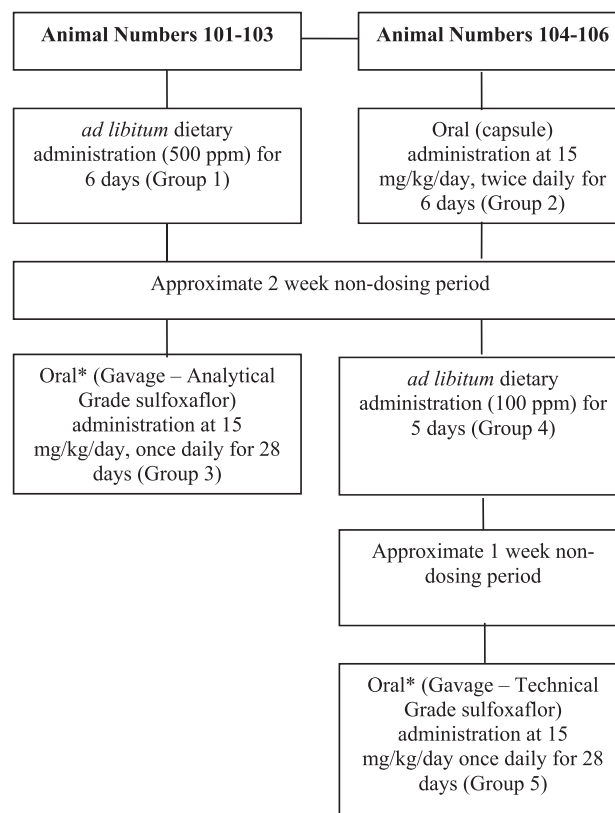 Animal Numbers 101-103
Animal Numbers 104-106
ad libitum dietary
administration (500 ppm) for
6 days (Group 1)
Oral (capsule)
administration at 15
mg/kg/day, twice daily for
6 days (Group 2)
Approximate 2 week non-dosing period
Oral* (Gavage – Analytical
Grade sulfoxaflor)
administration at 15
mg/kg/day, once daily for 28
days (Group 3)
ad libitum dietary
administration (100 ppm) for
5 days (Group 4)
Approximate 1 week non-
dosing period
Oral* (Gavage – Technical
Grade sulfoxaflor)
administration at 15
mg/kg/day once daily for 28
days (Group 5)